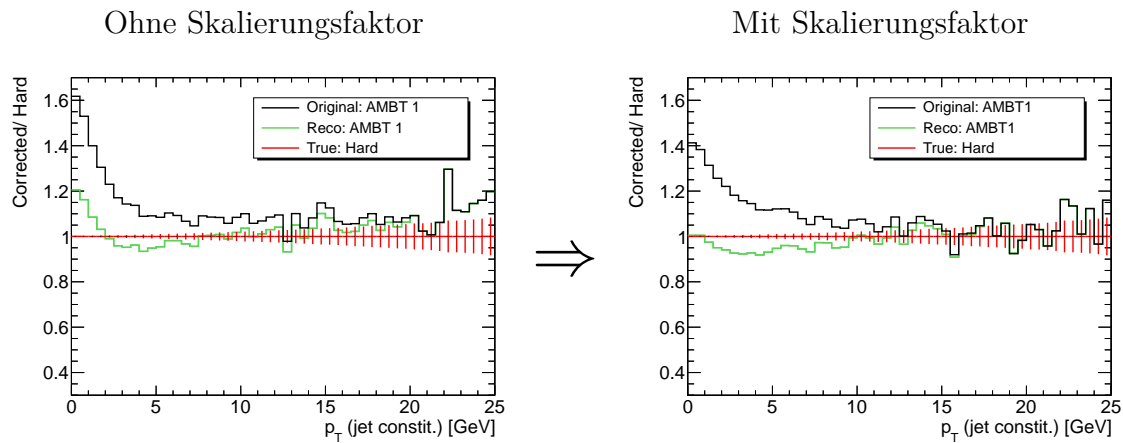 Ohne Skalierungsfaktor
Corrected/ Hard
1.6
1.4
1.2
1
0.8
0.6
0.4
Original: AMBT 1
Reco: AMBT 1
True: Hard
0 5 10 15 20 25
p_T (jet constit.) [GeV]
⇒
Mit Skalierungsfaktor
Corrected/ Hard
1.6
1.4
1.2
1
0.8
0.6
0.4
Original: AMBT1
Reco: AMBT1
True: Hard
0 5 10 15 20 25
p_T (jet constit.) [GeV]